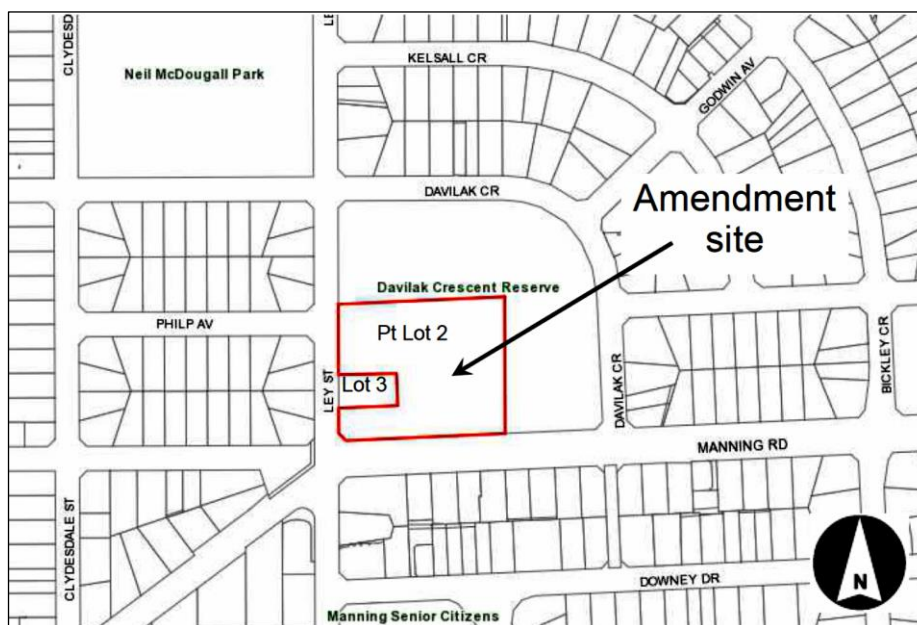 CLYDESD
LE
Neil McDougall Park
KELSALL CR
GODWIN AV
DAVILAK CR
Amendment
site
Davilak Crescent Reserve
PHILP AV
Pt Lot 2
LEY ST
Lot 3
DAVILAK CR
BICKLEY CR
MANNING RD
CLYDESDALE ST
DOWNEY DR
N
Manning Senior Citizens